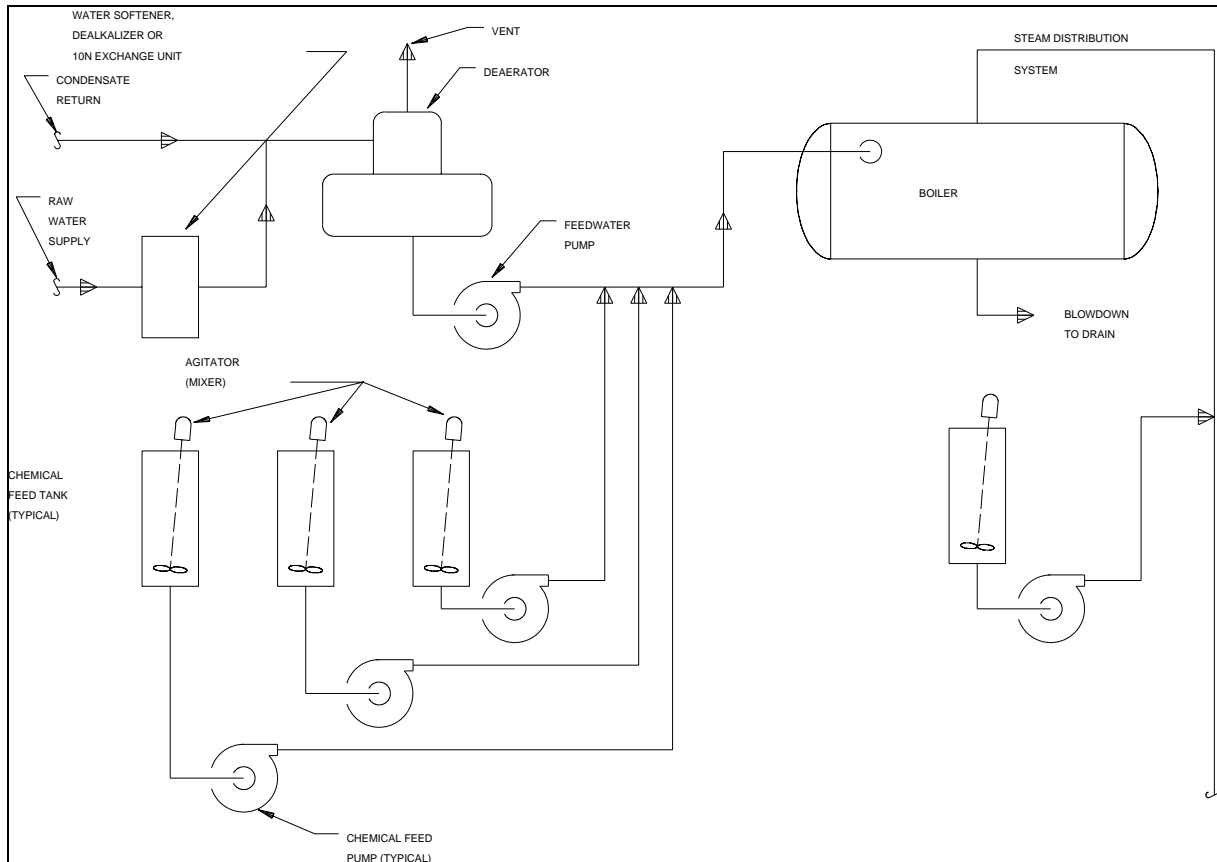 WATER SOFTENER,
DEALKALIZER OR
10N EXCHANGE UNIT
CONDENSATE
RETURN
RAW
WATER
SUPPLY
VENT
DEAERATOR
FEEDWATER
PUMP
STEAM DISTRIBUTION
SYSTEM
BOILER
BLOWDOWN
TO DRAIN
AGITATOR
(MIXER)
CHEMICAL
FEED TANK
(TYPICAL)
CHEMICAL FEED
PUMP (TYPICAL)